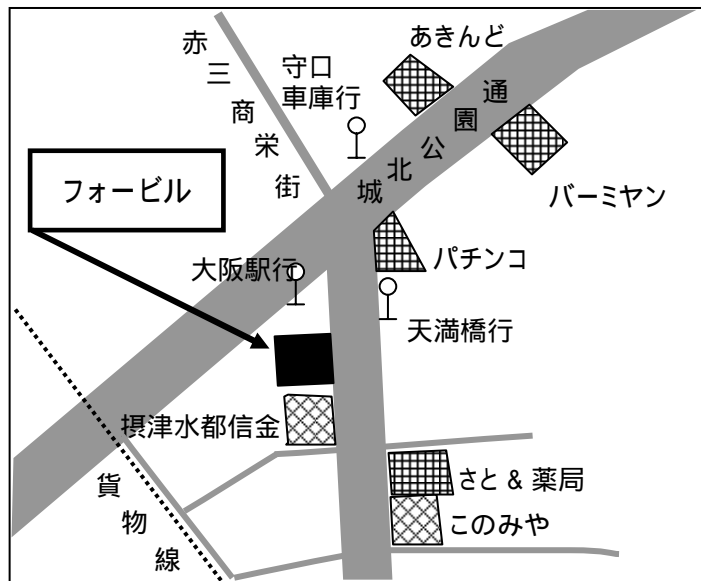 あきんど
赤三商栄街
守口
車庫行
城北公園通
フォービル
バーミヤン
大阪駅行
パチンコ
天満橋行
摂津水都信金
さと & 薬局
このみや
貨物線